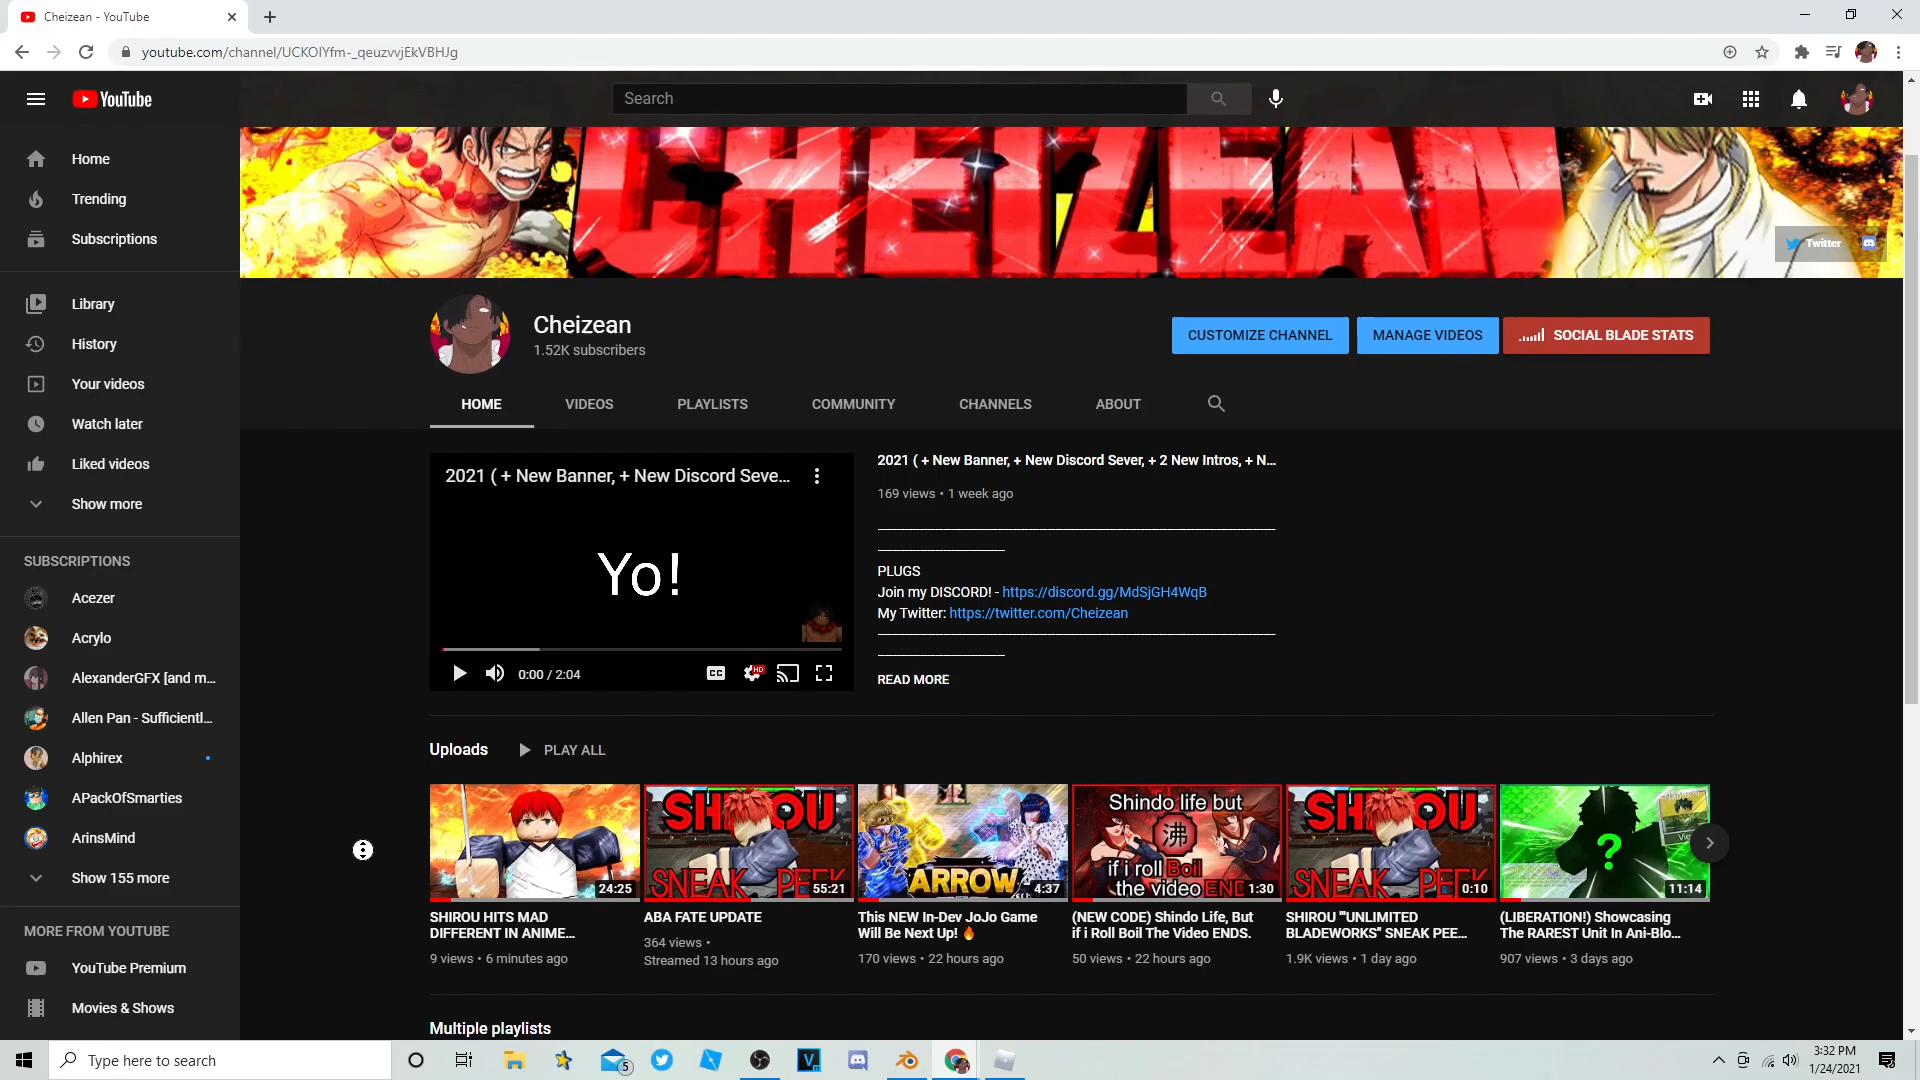 Cheizean - YouTube
youtube.com/channel/UCKOIYfm-_qeuzvvjEkVBHJg
YouTube
Search
Home
Trending
Subscriptions
Library
History
Your videos
Watch later
Liked videos
Show more
SUBSCRIPTIONS
Acezer
Acrylo
AlexanderGFX [and m...
Allen Pan - Sufficientl...
Alphirex
APackOfSmarties
ArinsMind
Show 155 more
MORE FROM YOUTUBE
YouTube Premium
Movies & Shows
CHEIZEAN
Twitter
Cheizean
1.52K subscribers
CUSTOMIZE CHANNEL
MANAGE VIDEOS
SOCIAL BLADE STATS
HOME
VIDEOS
PLAYLISTS
COMMUNITY
CHANNELS
ABOUT
2021 ( + New Banner, + New Discord Seve...
Yo!
0:00 / 2:04
CC
HD
2021 ( + New Banner, + New Discord Sever, + 2 New Intros, + N...
169 views • 1 week ago
PLUGS
Join my DISCORD! - https://discord.gg/MdSjGH4WqB
My Twitter: https://twitter.com/Cheizean
READ MORE
Uploads
PLAY ALL
24:25
SHIROU HITS MAD
DIFFERENT IN ANIME...
9 views • 6 minutes ago
SHIROU
SNEAK PEEK
55:21
ABA FATE UPDATE
364 views •
Streamed 13 hours ago
ARROW
4:37
This NEW In-Dev JoJo Game
Will Be Next Up! 🔥
170 views • 22 hours ago
Shindo life but
沸
if i roll Boil
the video END
1:30
(NEW CODE) Shindo Life, But
if i Roll Boil The Video ENDS.
50 views • 22 hours ago
SHIROU
SNEAK PEEK
0:10
SHIROU '"UNLIMITED
BLADEWORKS" SNEAK PEE...
1.9K views • 1 day ago
?
11:14
(LIBERATION!) Showcasing
The RAREST Unit In Ani-Blo...
907 views • 3 days ago
Multiple playlists
Type here to search
5
V
3:32 PM
1/24/2021